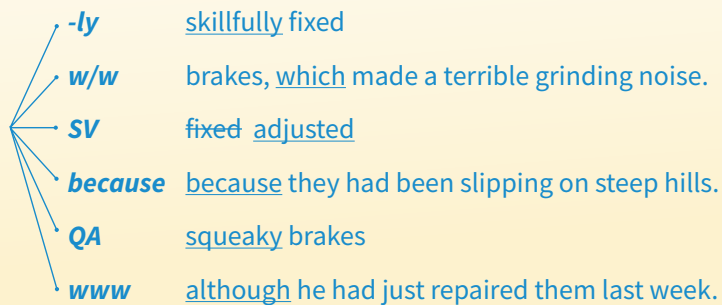 -ly skillfully fixed
w/w brakes, which made a terrible grinding noise.
SV fixed adjusted
because because they had been slipping on steep hills.
QA squeaky brakes
www although he had just repaired them last week.